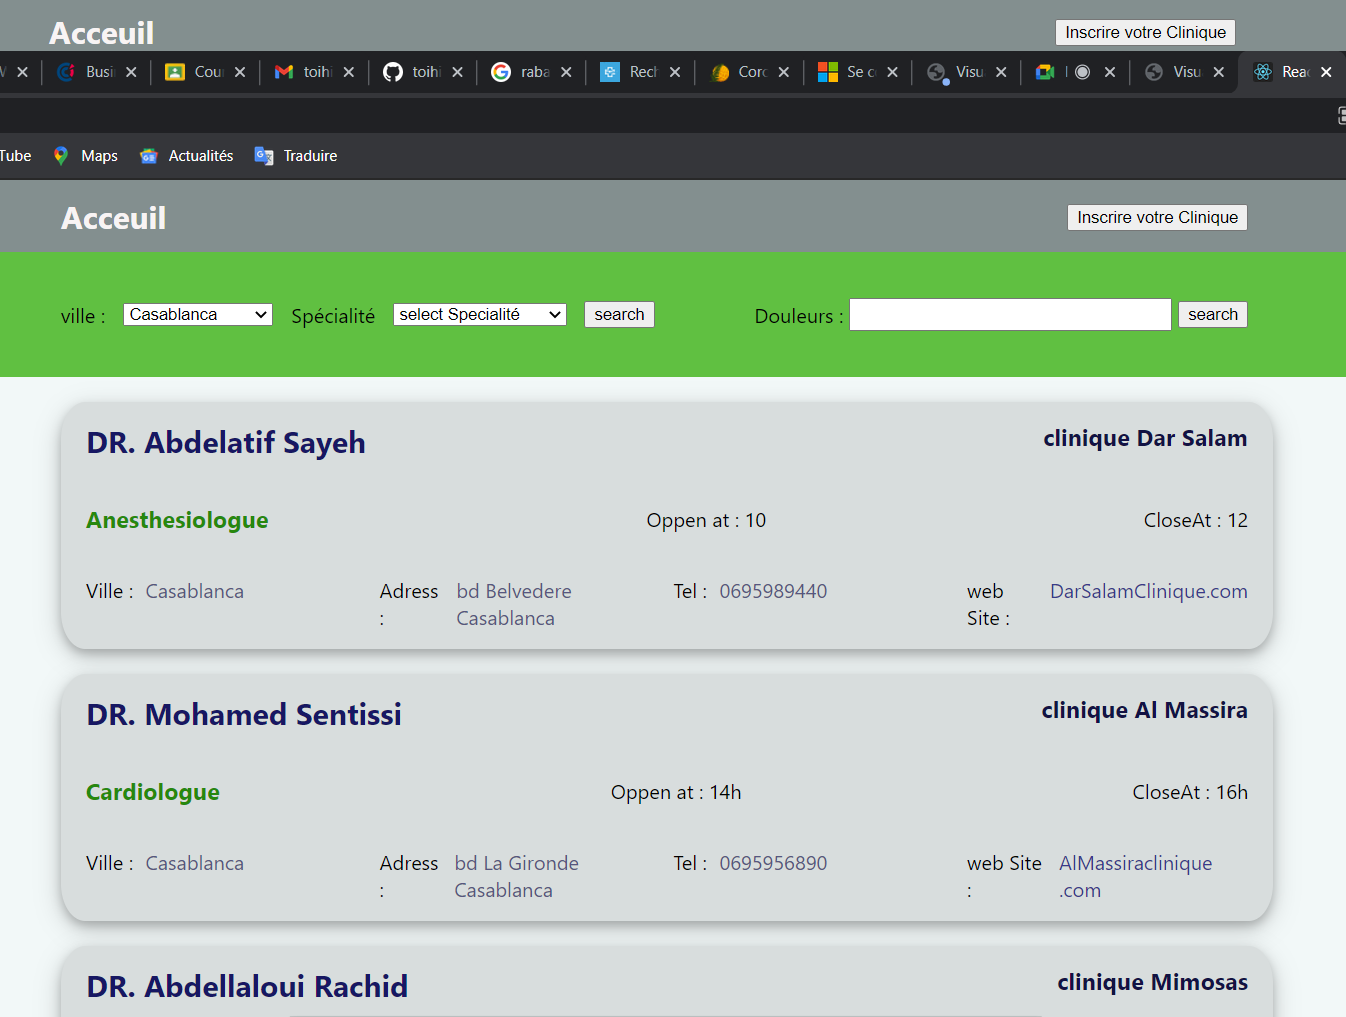 Acceuil Inscrire votre Clinique
Busi Cou toihi toihi raba Rech Corc Se c Visu Visu Reac
Tube Maps Actualités Traduire
Acceuil Inscrire votre Clinique
ville : Casablanca Spécialité select Specialité search Douleurs : search
DR. Abdelatif Sayeh clinique Dar Salam
Anesthesiologue Oppen at : 10 CloseAt : 12
Ville : Casablanca Adress bd Belvedere Tel : 0695989440 web DarSalamClinique.com
: Casablanca Site :
DR. Mohamed Sentissi clinique Al Massira
Cardiologue Oppen at : 14h CloseAt : 16h
Ville : Casablanca Adress bd La Gironde Tel : 0695956890 web Site AlMassiraclinique
: Casablanca : .com
DR. Abdellaloui Rachid clinique Mimosas